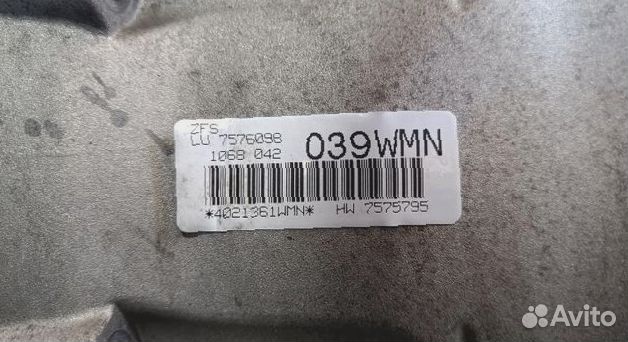 ZFS
LU 7576098
1068 042
039WMN
*4021361WMN* HW 7575795
Avito